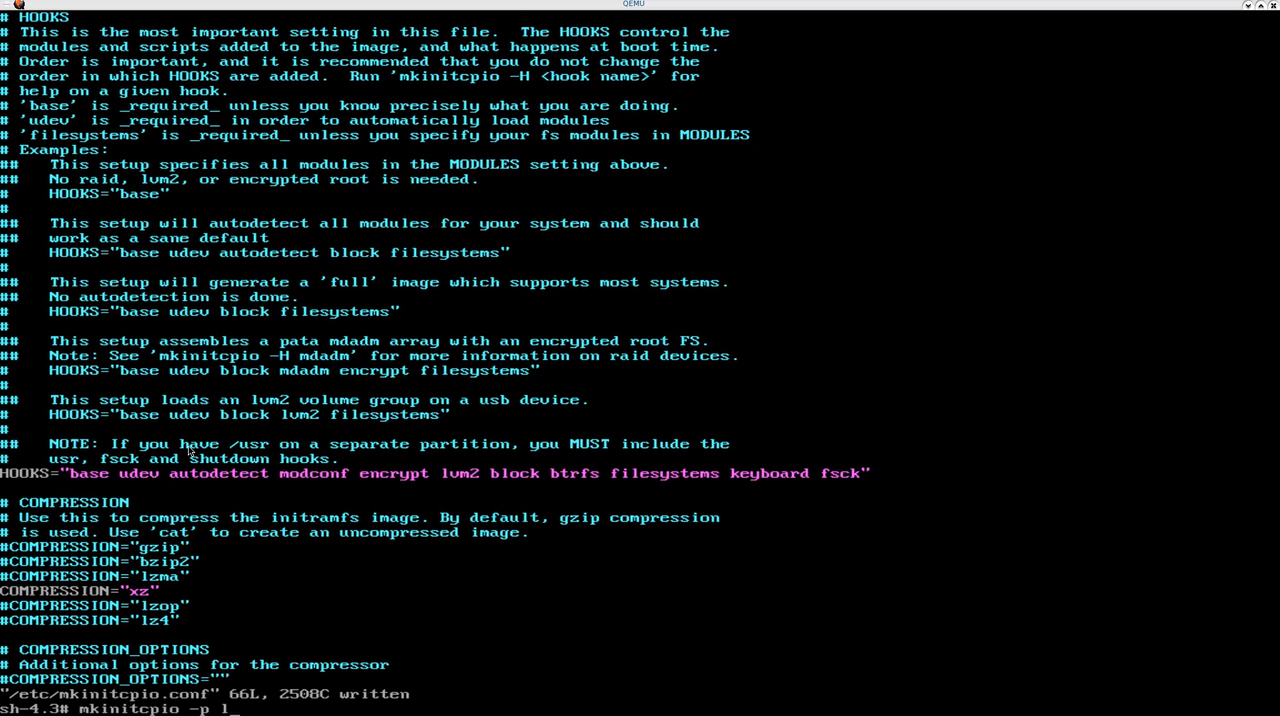 QEMU
# HOOKS
# This is the most important setting in this file.  The HOOKS control the
# modules and scripts added to the image, and what happens at boot time.
# Order is important, and it is recommended that you do not change the
# order in which HOOKS are added.  Run 'mkinitcpio -H <hook name>' for
# help on a given hook.
# 'base' is _required_ unless you know precisely what you are doing.
# 'udev' is _required_ in order to automatically load modules
# 'filesystems' is _required_ unless you specify your fs modules in MODULES
# Examples:
##   This setup specifies all modules in the MODULES setting above.
##   No raid, lvm2, or encrypted root is needed.
#    HOOKS="base"
#
##   This setup will autodetect all modules for your system and should
##   work as a sane default
#    HOOKS="base udev autodetect block filesystems"
#
##   This setup will generate a 'full' image which supports most systems.
##   No autodetection is done.
#    HOOKS="base udev block filesystems"
#
##   This setup assembles a pata mdadm array with an encrypted root FS.
##   Note: See 'mkinitcpio -H mdadm' for more information on raid devices.
#    HOOKS="base udev block mdadm encrypt filesystems"
#
##   This setup loads an lvm2 volume group on a usb device.
#    HOOKS="base udev block lvm2 filesystems"
#
##   NOTE: If you have /usr on a separate partition, you MUST include the
#    usr, fsck and shutdown hooks.
HOOKS="base udev autodetect modconf encrypt lvm2 block btrfs filesystems keyboard fsck"

# COMPRESSION
# Use this to compress the initramfs image. By default, gzip compression
# is used. Use 'cat' to create an uncompressed image.
#COMPRESSION="gzip"
#COMPRESSION="bzip2"
#COMPRESSION="lzma"
COMPRESSION="xz"
#COMPRESSION="lzop"
#COMPRESSION="lz4"

# COMPRESSION_OPTIONS
# Additional options for the compressor
#COMPRESSION_OPTIONS=""
"/etc/mkinitcpio.conf" 66L, 2508C written
sh-4.3# mkinitcpio -p l_